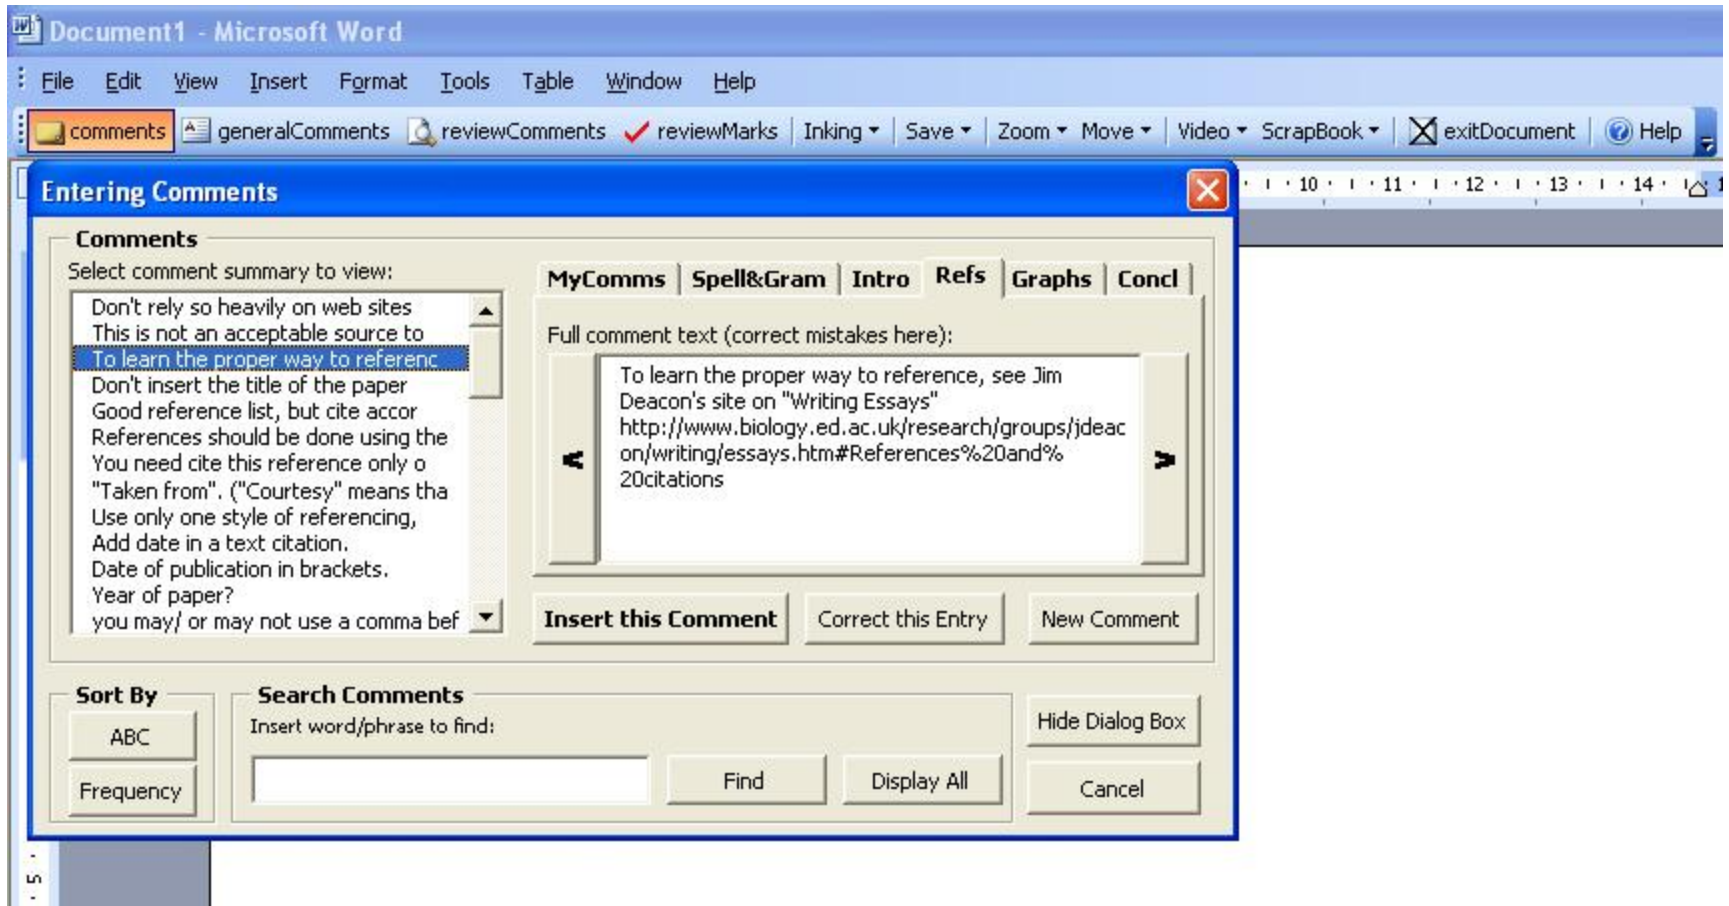 Document1 - Microsoft Word
File Edit View Insert Format Tools Table Window Help
comments generalComments reviewComments reviewMarks Inking Save Zoom Move Video ScrapBook exitDocument Help
Entering Comments
10 11 12 13 14
Comments
Select comment summary to view:
Don't rely so heavily on web sites
This is not an acceptable source to
To learn the proper way to referenc
Don't insert the title of the paper
Good reference list, but cite accor
References should be done using the
You need cite this reference only o
"Taken from". ("Courtesy" means tha
Use only one style of referencing,
Add date in a text citation.
Date of publication in brackets.
Year of paper?
you may/ or may not use a comma bef
MyComms Spell&Gram Intro Refs Graphs Concl
Full comment text (correct mistakes here):
To learn the proper way to reference, see Jim
Deacon's site on "Writing Essays"
http://www.biology.ed.ac.uk/research/groups/jdeac
on/writing/essays.htm#References%20and%
20citations
< >
Insert this Comment Correct this Entry New Comment
Sort By
ABC
Frequency
Search Comments
Insert word/phrase to find:
Find Display All
Hide Dialog Box
Cancel
5